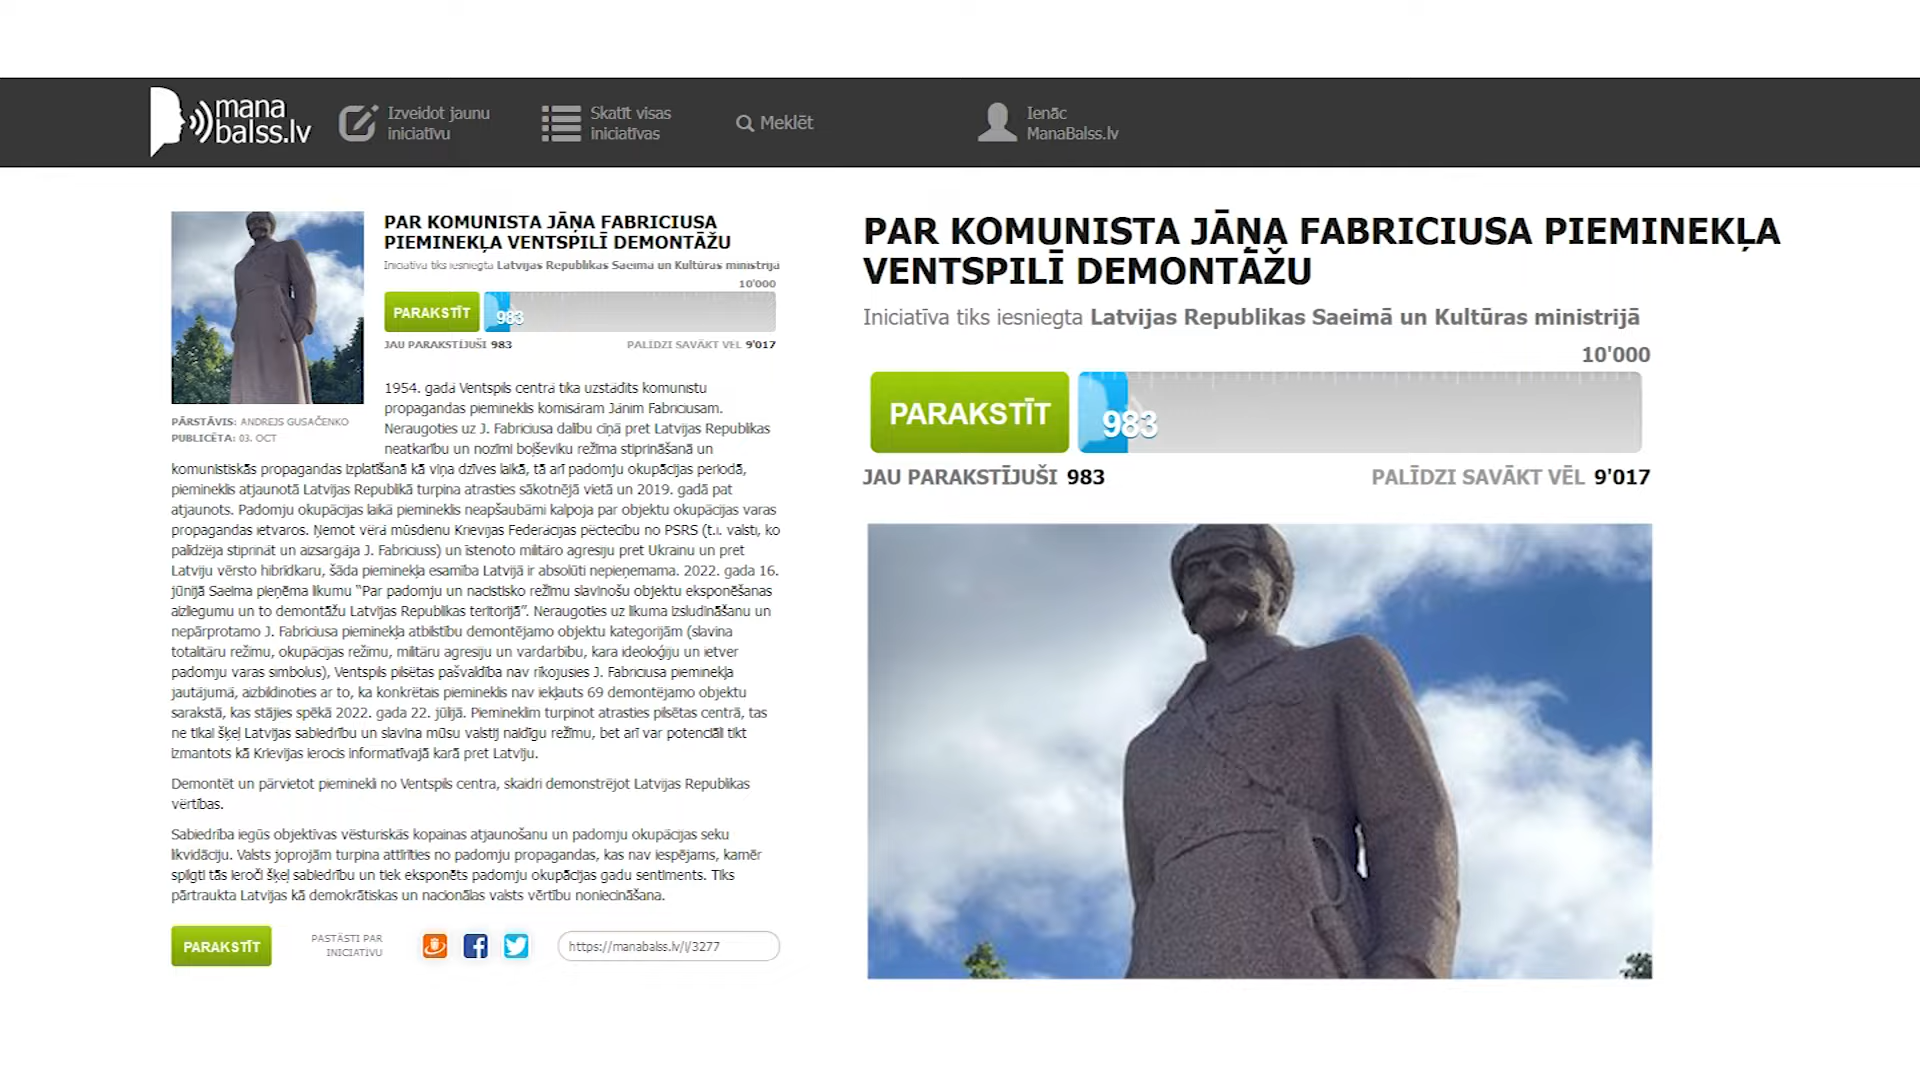 mana
balss.lv
Izveidot jaunu
iniciatīvu
Skatīt visas
iniciatīvas
Meklēt
Ienāc
ManaBalss.lv
PAR KOMUNISTA JĀŅA FABRICIUSA
PIEMINEKĻA VENTSPILĪ DEMONTĀŽU
Iniciatīva tiks iesniegta Latvijas Republikas Saeimā un Kultūras ministrijā
10'000
PARAKSTĪT
983
JAU PARAKSTĪJUŠI 983
PALĪDZI SAVĀKT VĒL 9'017
PĀRSTĀVIS: ANDREJS GUSAČENKO
PUBLICĒTA: 03. OCT
1954. gadā Ventspils centrā tika uzstādīts komunistu
propagandas piemineklis komisāram Jānim Fabriciusam.
Neraugoties uz J. Fabriciusa dalību cīņā pret Latvijas Republikas
neatkarību un nozīmi boļševiku režīma stiprināšanā un
komunistiskās propagandas izplatīšanā kā viņa dzīves laikā, tā arī padomju okupācijas periodā,
piemineklis atjaunotā Latvijas Republikā turpina atrasties sākotnējā vietā un 2019. gadā pat
atjaunots. Padomju okupācijas laikā piemineklis neapšaubāmi kalpoja par objektu okupācijas varas
propagandas ietvaros. Ņemot vērā mūsdienu Krievijas Federācijas pēctecību no PSRS (t.i. valsti, ko
palīdzēja stiprināt un aizsargāja J. Fabriciuss) un īstenoto militāro agresiju pret Ukrainu un pret
Latviju vērsto hibrīdkaru, šāda pieminekļa esamība Latvijā ir absolūti nepieņemama. 2022. gada 16.
jūnijā Saeima pieņēma likumu “Par padomju un nacistisko režīmu slavinošu objektu eksponēšanas
aizliegumu un to demontāžu Latvijas Republikas teritorijā”. Neraugoties uz likuma izsludināšanu un
nepārprotamo J. Fabriciusa pieminekļa atbilstību demontējamo objektu kategorijām (slavina
totalitāru režīmu, okupācijas režīmu, militāru agresiju un vardarbību, kara ideoloģiju un ietver
padomju varas simbolus), Ventspils pilsētas pašvaldība nav rīkojusies J. Fabriciusa pieminekļa
jautājumā, aizbildinoties ar to, ka konkrētais piemineklis nav iekļauts 69 demontējamo objektu
sarakstā, kas stājies spēkā 2022. gada 22. jūlijā. Piemineklim turpinot atrasties pilsētas centrā, tas
ne tikai šķeļ Latvijas sabiedrību un slavina mūsu valstij naidīgu režīmu, bet arī var potenciāli tikt
izmantots kā Krievijas ierocis informatīvajā karā pret Latviju.
Demontēt un pārvietot pieminekli no Ventspils centra, skaidri demonstrējot Latvijas Republikas
vērtības.
Sabiedrība iegūs objektīvas vēsturiskās kopainas atjaunošanu un padomju okupācijas seku
likvidāciju. Valsts joprojām turpina attīrīties no padomju propagandas, kas nav iespējams, kamēr
spilgti tās ieroči šķeļ sabiedrību un tiek eksponēts padomju okupācijas gadu sentiments. Tiks
pārtraukta Latvijas kā demokrātiskas un nacionālas valsts vērtību noniecināšana.
PARAKSTĪT
PASTĀSTI PAR
INICIATĪVU
https://manabalss.lv/i/3277
PAR KOMUNISTA JĀŅA FABRICIUSA PIEMINEKĻA
VENTSPILĪ DEMONTĀŽU
Iniciatīva tiks iesniegta Latvijas Republikas Saeimā un Kultūras ministrijā
10'000
PARAKSTĪT
983
JAU PARAKSTĪJUŠI 983
PALĪDZI SAVĀKT VĒL 9'017